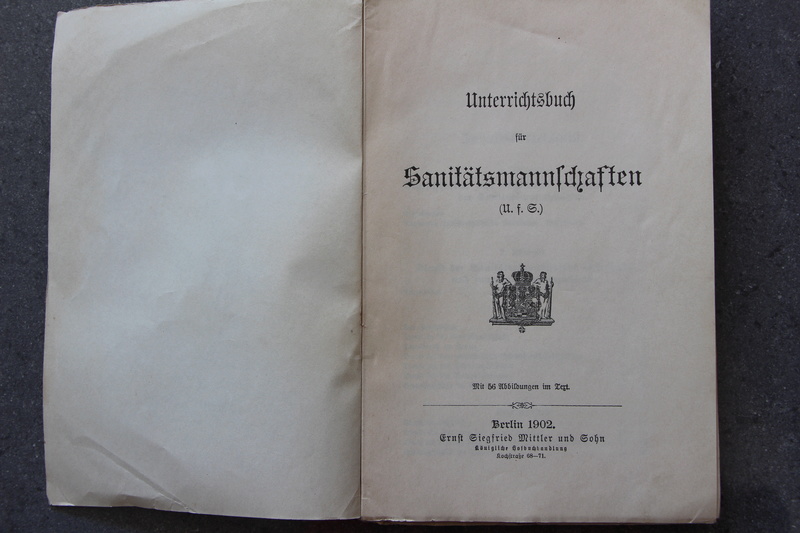 Unterrichtsbuch
für
Sanitätsmannschaften
(U. f. S.)
Mit 56 Abbildungen im Text.
Berlin 1902.
Ernst Siegfried Mittler und Sohn
Königliche Hofbuchhandlung
Kochstraße 68—71.